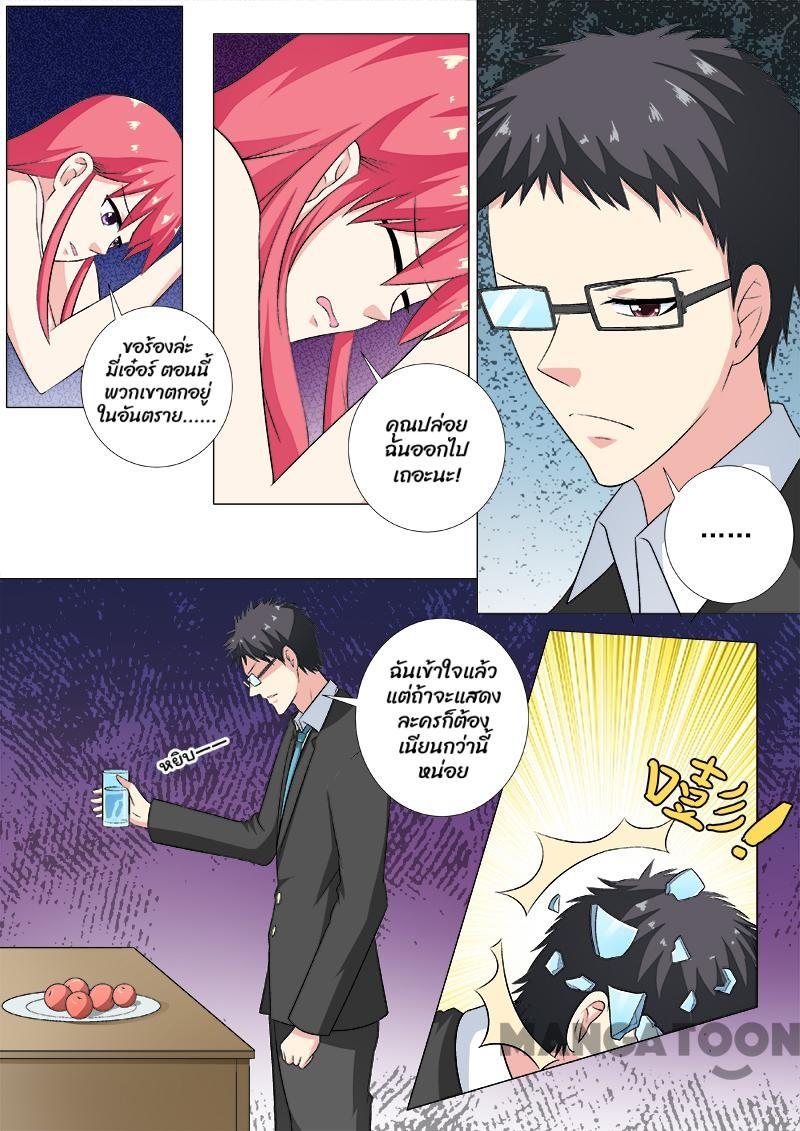 ขอร้องล่ะ
มี่เอ๋อร์ ตอนนี้
พวกเขาตกอยู่
ในอันตราย......
คุณปล่อย
ฉันออกไป
เถอะนะ!
......
ฉันเข้าใจแล้ว
แต่ถ้าจะแสดง
ละครก็ต้อง
เนียนกว่านี้
หน่อย
หยิบ——
嘭!
MANGATOON